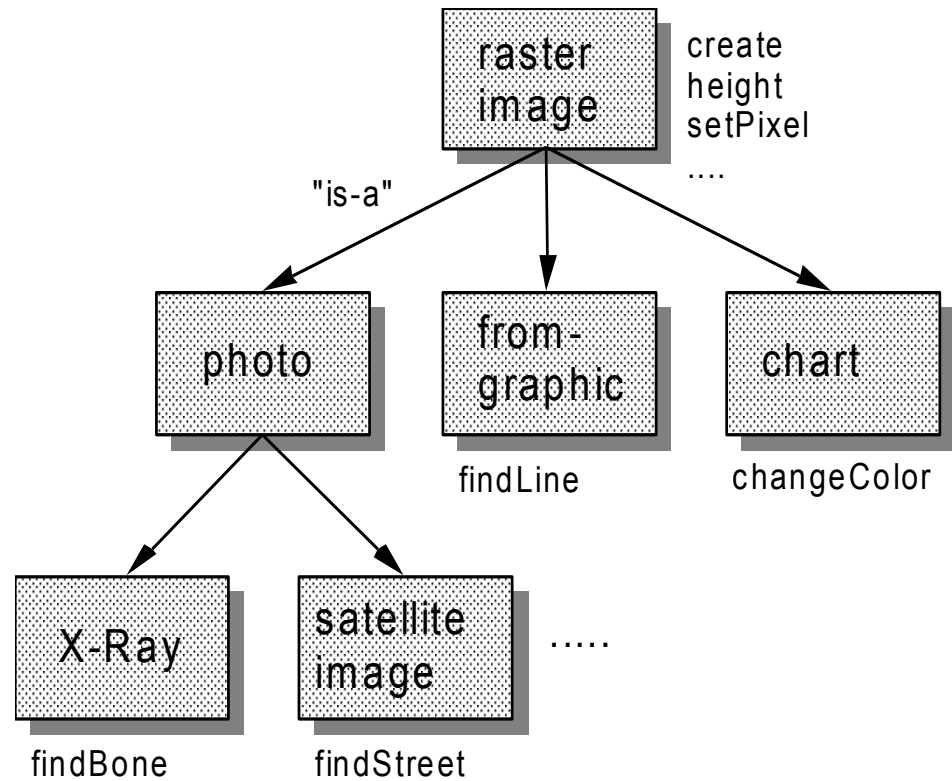 raster
image
create
height
setPixel
....
"is-a"
photo
from-
graphic
chart
findLine
changeColor
X-Ray
satellite
image
.....
findBone
findStreet